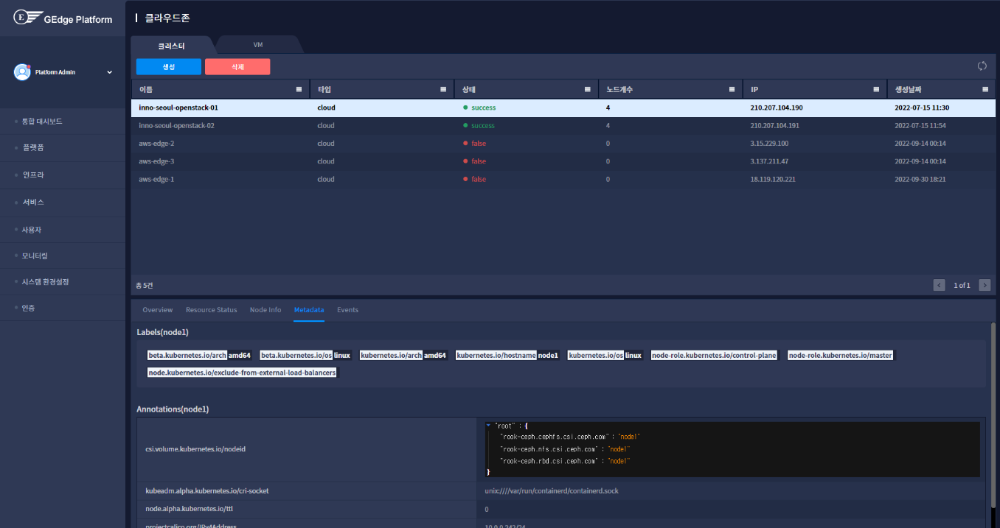 E GEdge Platform
클라우드존
클러스터 VM
생성 삭제
Platform Admin
이름 타입 상태 노드개수 IP 생성날짜
inno-seoul-openstack-01 cloud success 4 210.207.104.190 2022-07-15 11:30
inno-seoul-openstack-02 cloud success 4 210.207.104.191 2022-07-15 11:54
aws-edge-2 cloud false 0 3.15.229.100 2022-09-14 00:14
aws-edge-3 cloud false 0 3.137.211.47 2022-09-14 00:14
aws-edge-1 cloud false 0 18.119.120.221 2022-09-30 18:21
통합 대시보드
플랫폼
인프라
서비스
사용자
모니터링
시스템 환경설정
인증
총 5건 < 1 of 1 >
Overview Resource Status Node Info Metadata Events
Labels(node1)
beta.kubernetes.io/arch amd64 beta.kubernetes.io/os linux kubernetes.io/arch amd64 kubernetes.io/hostname node1 kubernetes.io/os linux node-role.kubernetes.io/control-plane node-role.kubernetes.io/master
node.kubernetes.io/exclude-from-external-load-balancers
Annotations(node1)
csi.volume.kubernetes.io/nodeid
"root" : {
"rook-ceph.cephfs.csi.ceph.com" : "node1"
"rook-ceph.nfs.csi.ceph.com" : "node1"
"rook-ceph.rbd.csi.ceph.com" : "node1"
}
kubeadm.alpha.kubernetes.io/cri-socket unix:////var/run/containerd/containerd.sock
node.alpha.kubernetes.io/ttl 0
projectcalico.org/IPv4Address 10.0.0.242/24